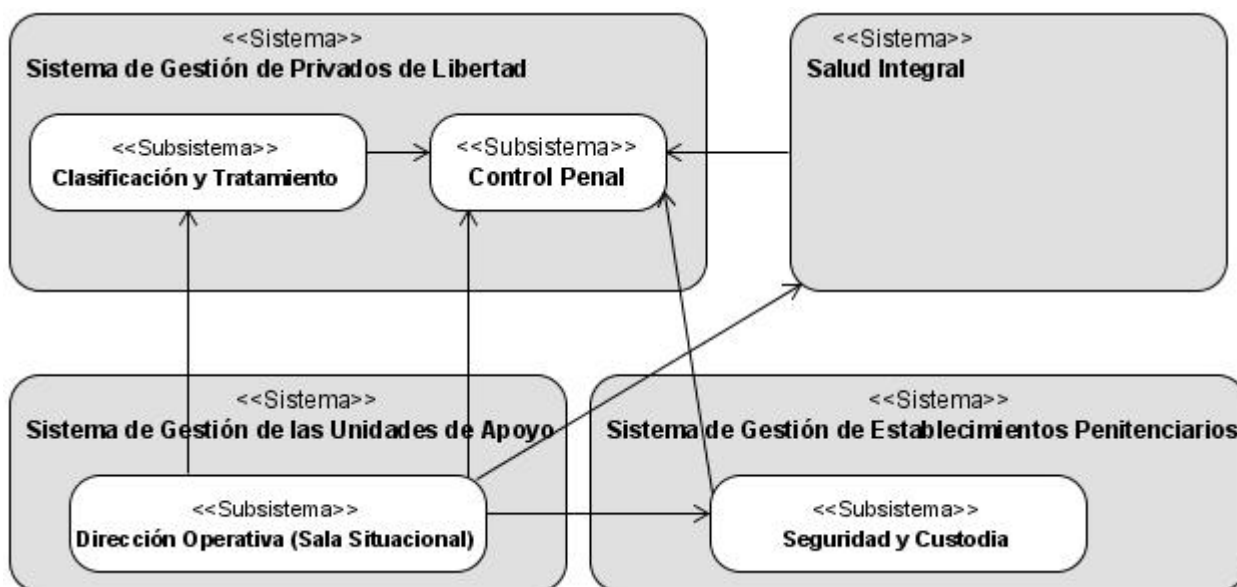 <<Sistema>>
Sistema de Gestión de Privados de Libertad
<<Subsistema>>
Clasificación y Tratamiento
<<Subsistema>>
Control Penal
<<Sistema>>
Salud Integral
<<Sistema>>
Sistema de Gestión de las Unidades de Apoyo
<<Subsistema>>
Dirección Operativa (Sala Situacional)
<<Sistema>>
Sistema de Gestión de Establecimientos Penitenciarios
<<Subsistema>>
Seguridad y Custodia